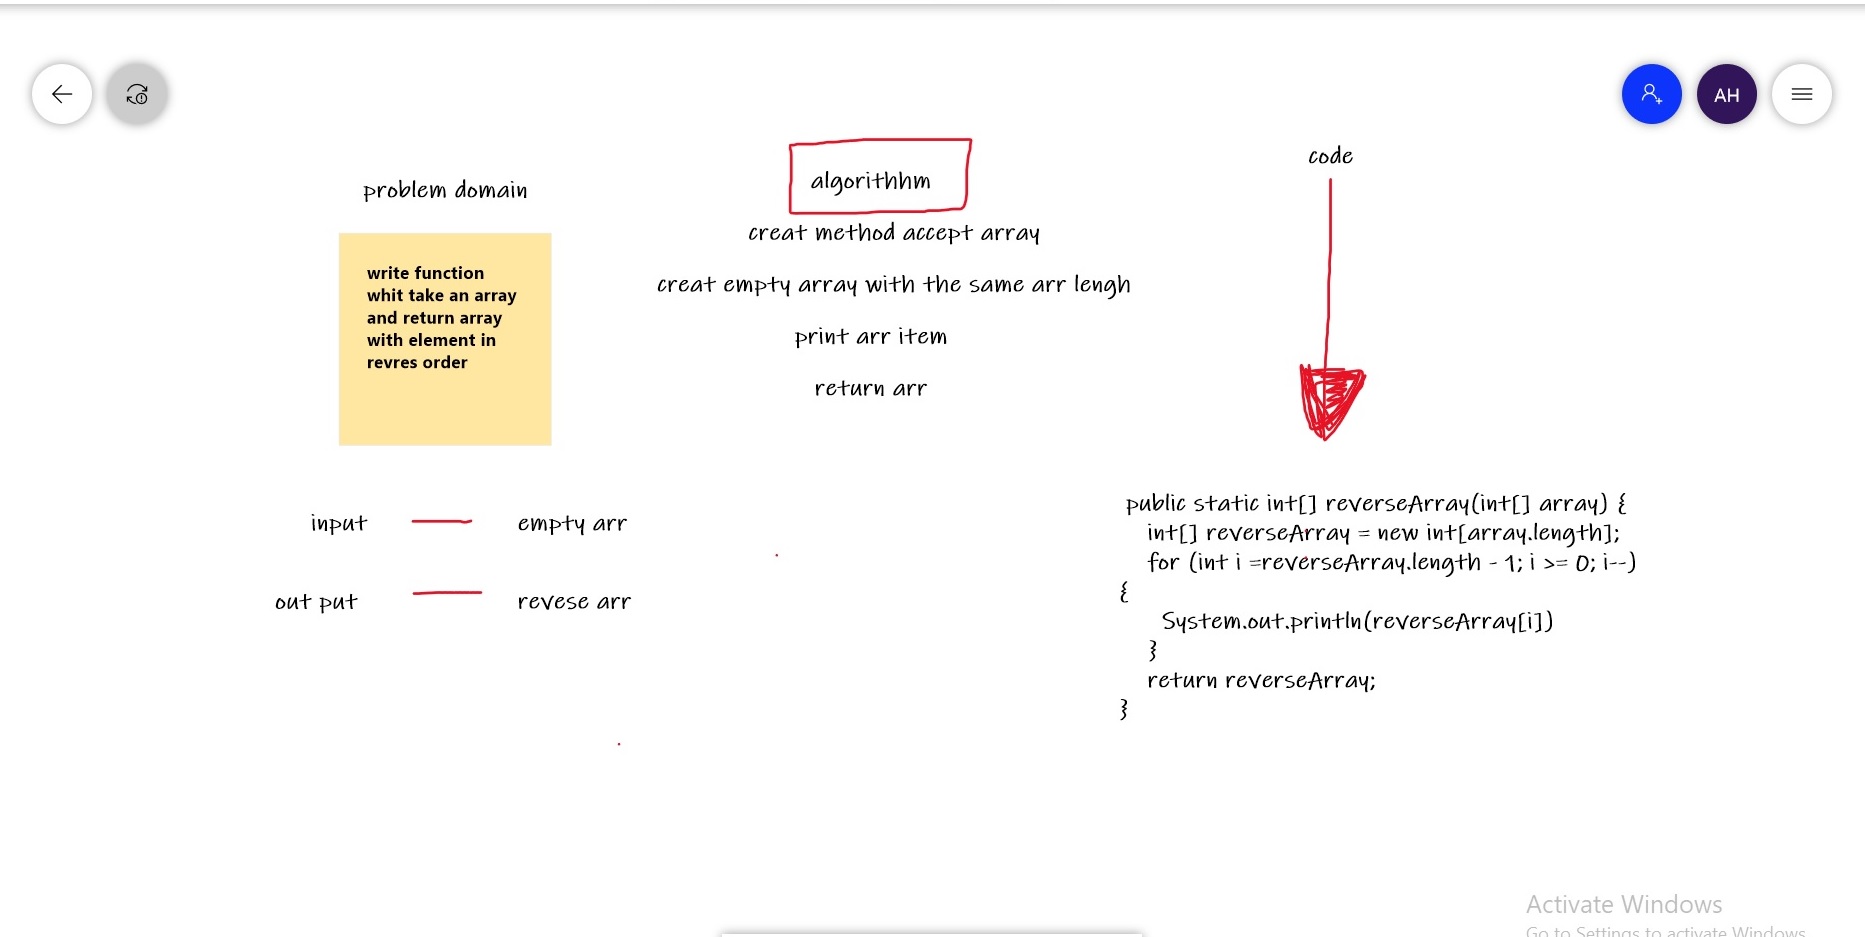 AH
problem domain
write function
whit take an array
and return array
with element in
revres order
input
empty arr
out put
revese arr
algorithhm
creat method accept array
creat empty array with the same arr lengh
print arr item
return arr
code
public static int[] reverseArray(int[] array) {
int[] reverseArray = new int[array.length];
for (int i =reverseArray.length - 1; i >= 0; i--)
{
System.out.println(reverseArray[i])
}
return reverseArray;
}
Activate Windows
Go to Settings to activate Windows.